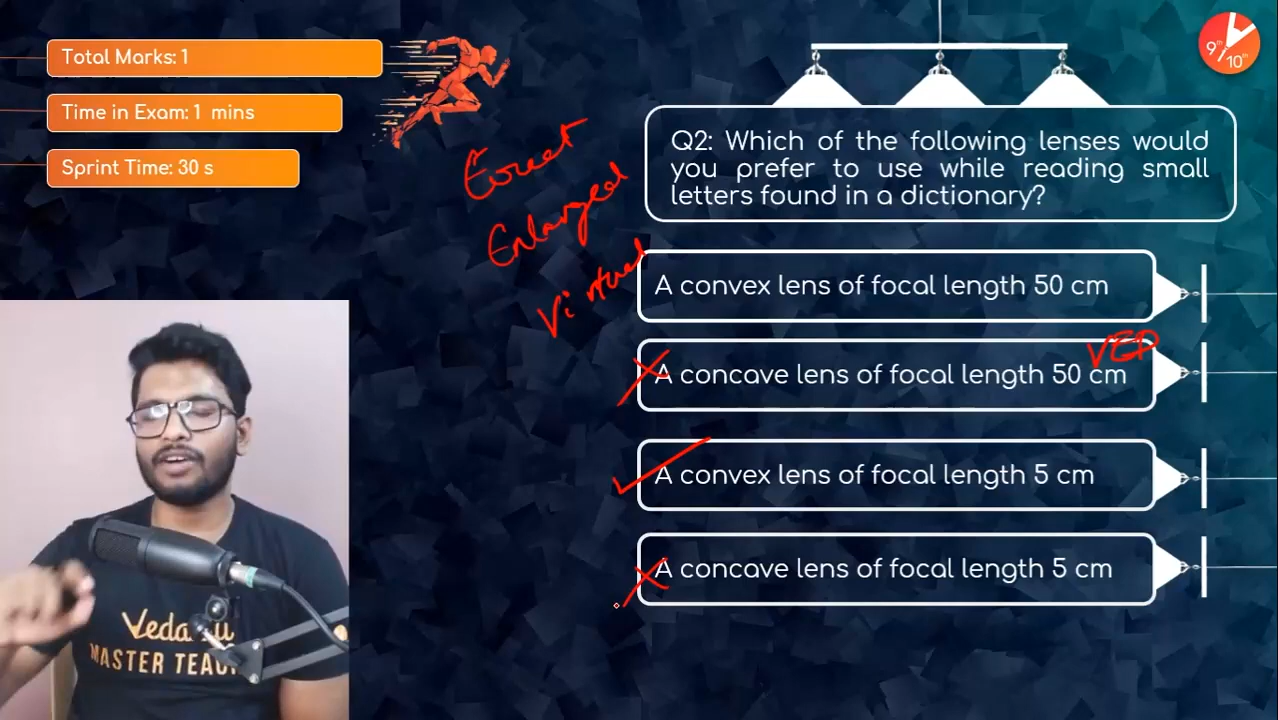 Total Marks: 1
Time in Exam: 1 mins
Sprint Time: 30 s
9th
10th
Q2: Which of the following lenses would
you prefer to use while reading small
letters found in a dictionary?
Erect
Enlarged
Virtual
A convex lens of focal length 50 cm
VED
A concave lens of focal length 50 cm
A convex lens of focal length 5 cm
A concave lens of focal length 5 cm
MASTER